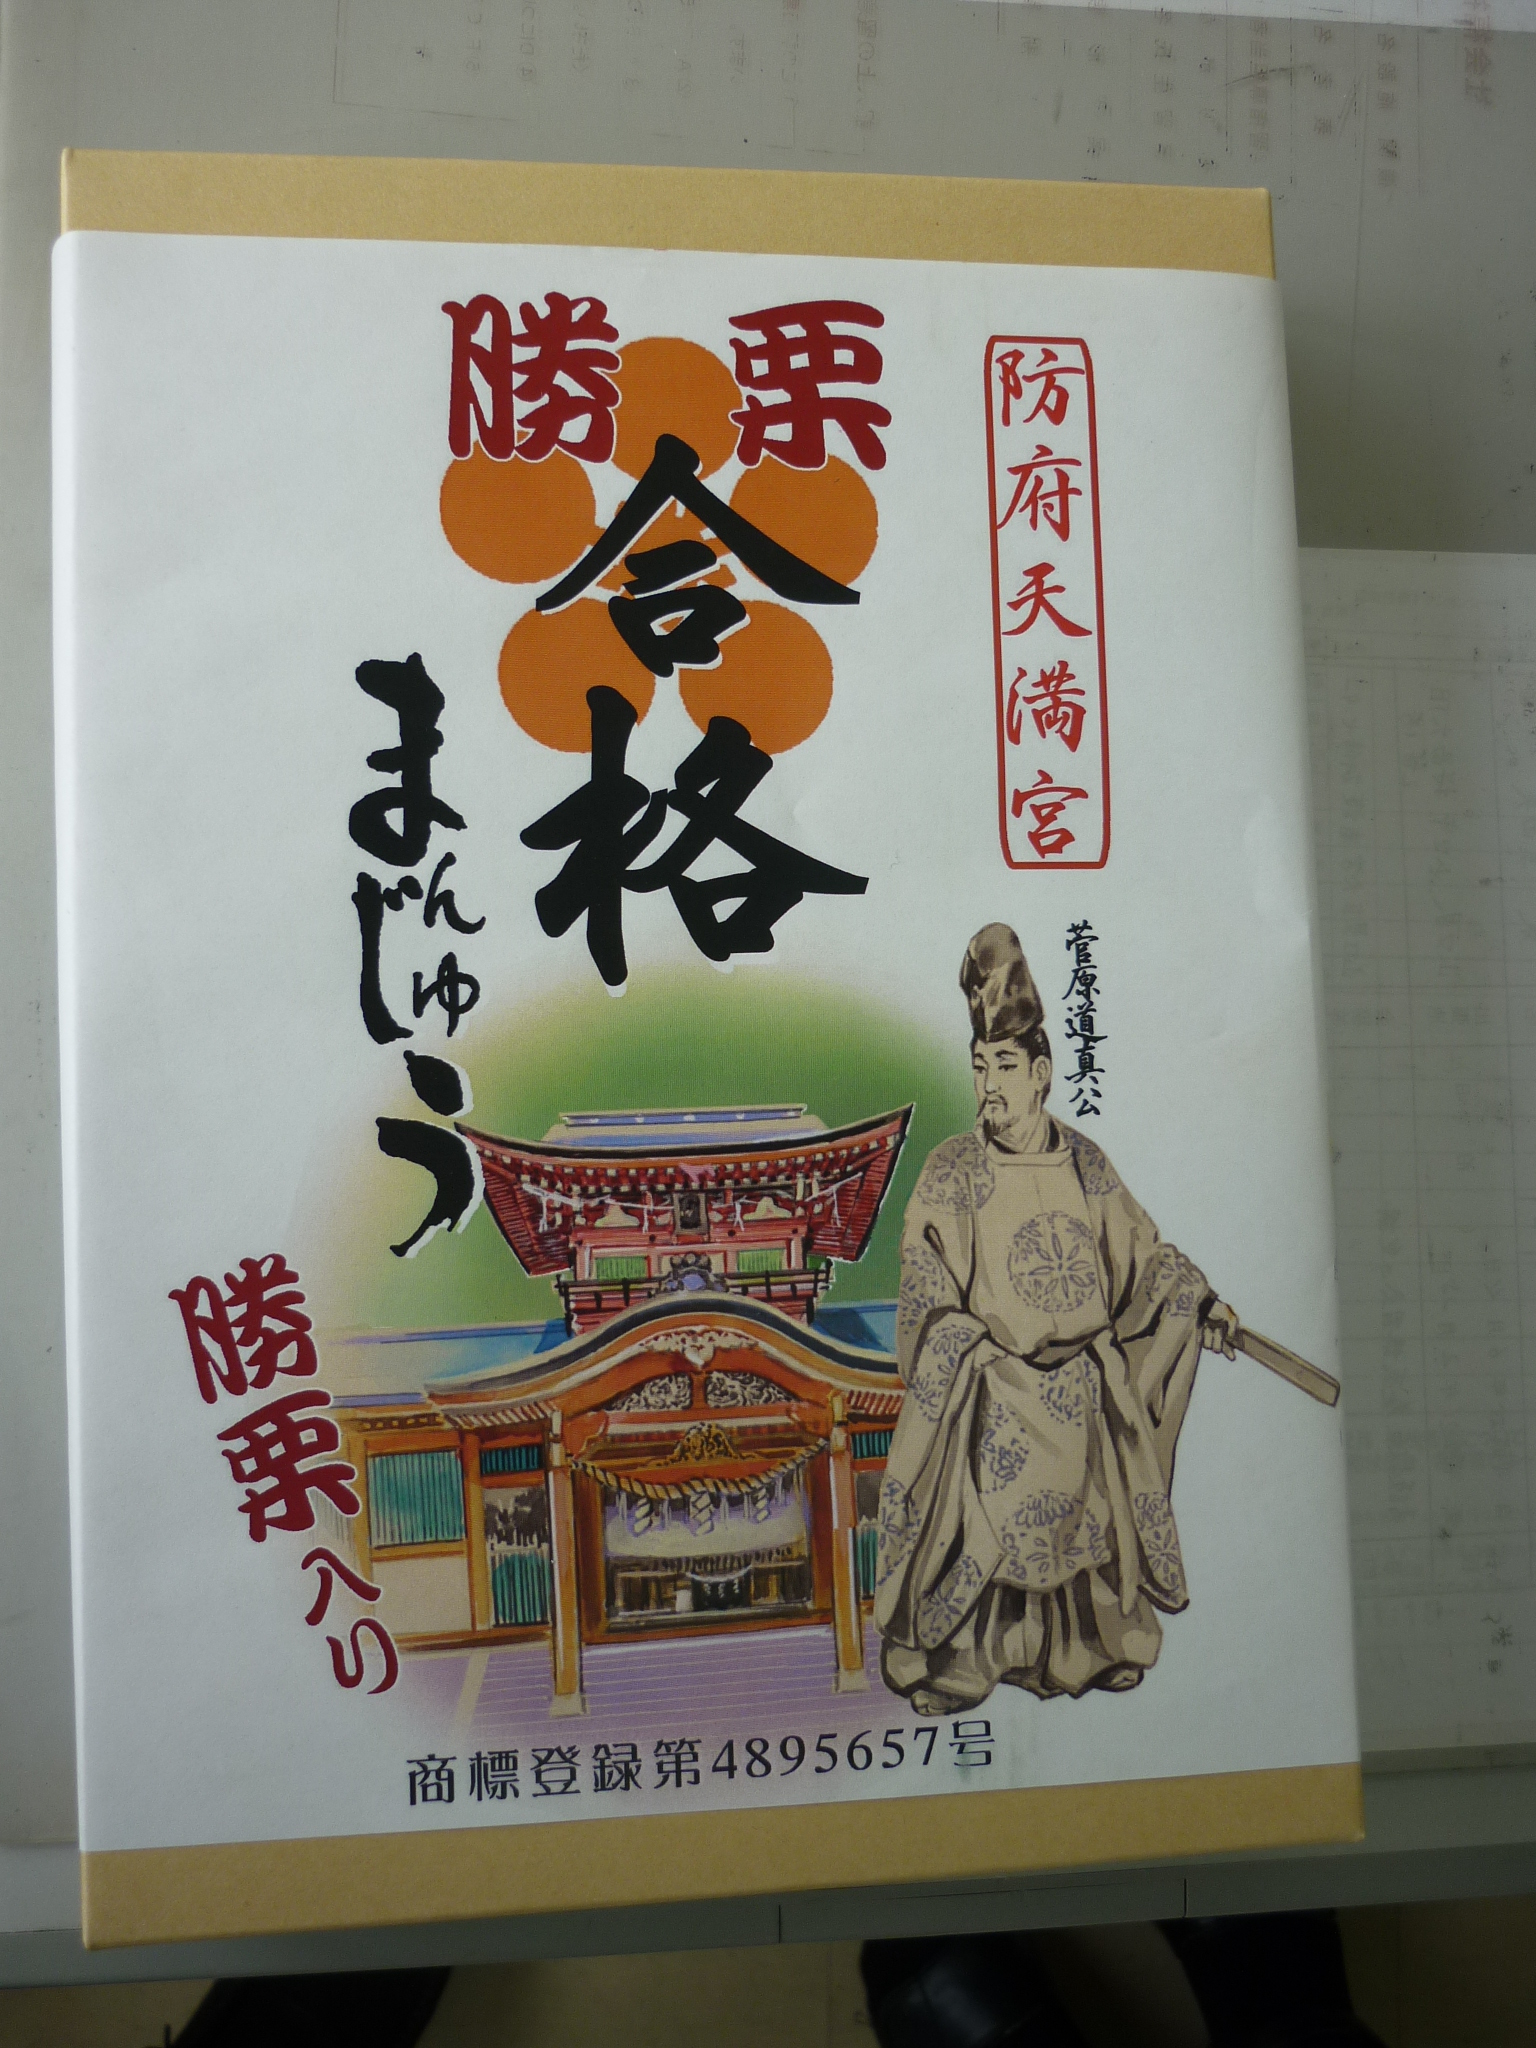 防府天満宮
菅原道真公
勝栗
合格
まんじゅう
勝栗入り
商標登録第4895657号